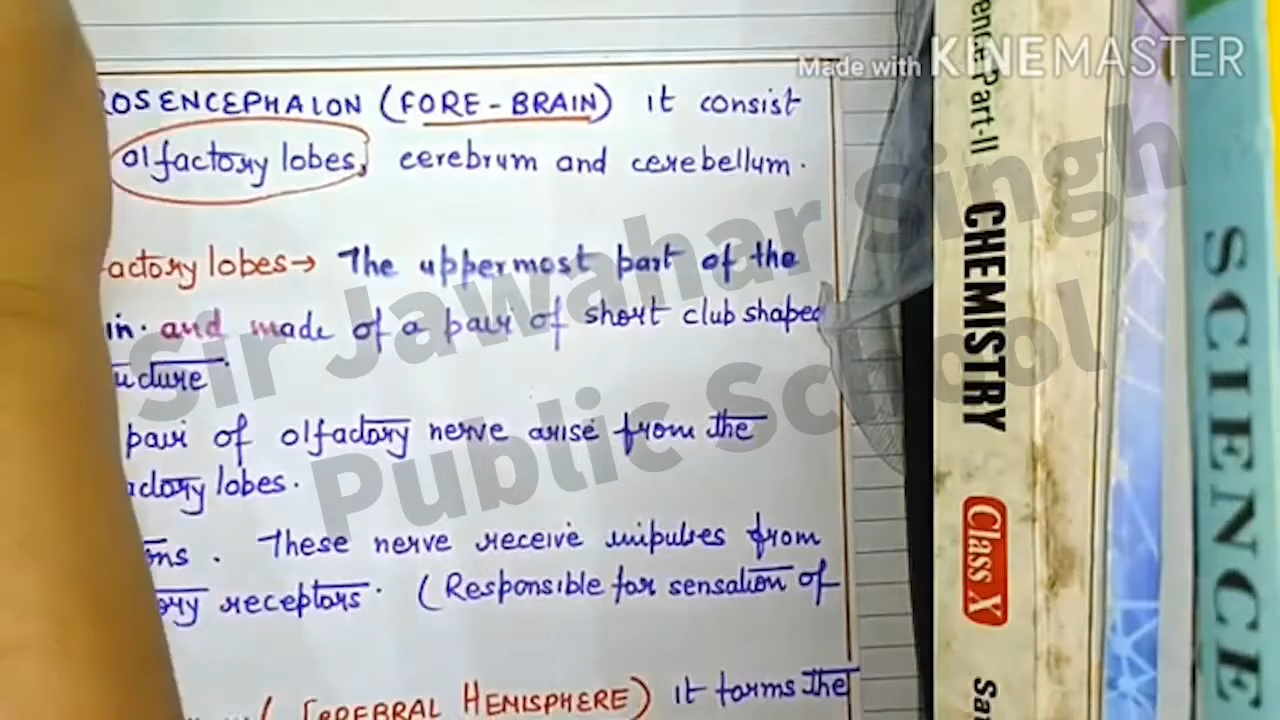 Made with KINEMASTER
ROSENCEPHALON (FORE-BRAIN) it consist
olfactory lobes, cerebrum and cerebellum.
actory lobes→ The uppermost part of the
in. and made of a pair of short club shaped
ucture
pair of olfactory nerve arise from the
actory lobes.
ons. These nerve receive impulses from
ory receptors. (Responsible for sensation of
CEREBRAL HEMISPHERE) it forms the
Sir Jawahar Singh
Public School
ence Part-II CHEMISTRY Class X
SCIENCE